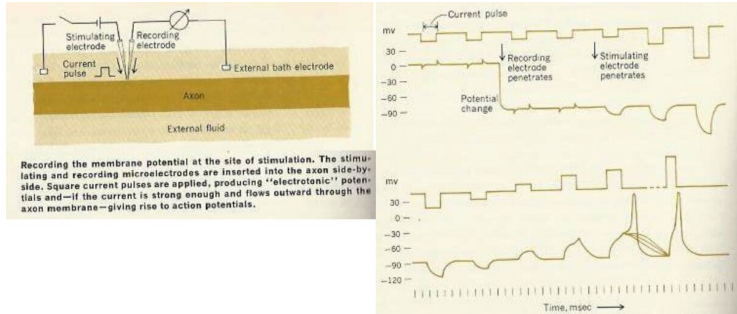 Stimulating
electrode
Recording
electrode
Current
pulse
External bath electrode
Axon
External fluid
Recording the membrane potential at the site of stimulation. The stimu-
lating and recording microelectrodes are inserted into the axon side-by-
side. Square current pulses are applied, producing "electrotonic" poten-
tials and—if the current is strong enough and flows outward through the
axon membrane—giving rise to action potentials.
Current pulse
mv
30
0
-30
-60
-90
Recording
electrode
penetrates
Stimulating
electrode
penetrates
Potential
change
mv
30
0
-30
-60
-90
-120
Time, msec